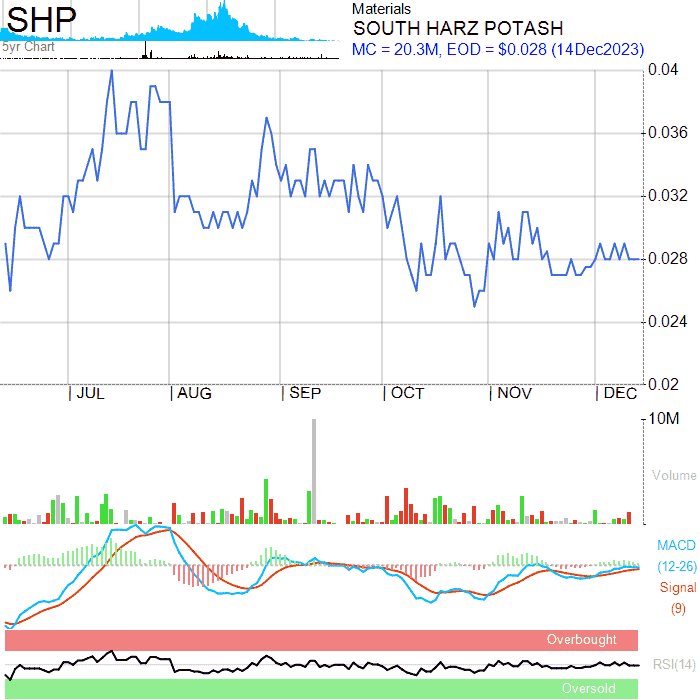 SHP
5yr Chart
Materials
SOUTH HARZ POTASH
MC = 20.3M, EOD = $0.028 (14Dec2023)
0.04
0.036
0.032
0.028
0.024
0.02
JUL
AUG
SEP
OCT
NOV
DEC
10M
Volume
MACD
(12-26)
Signal
(9)
Overbought
RSI(14)
Oversold